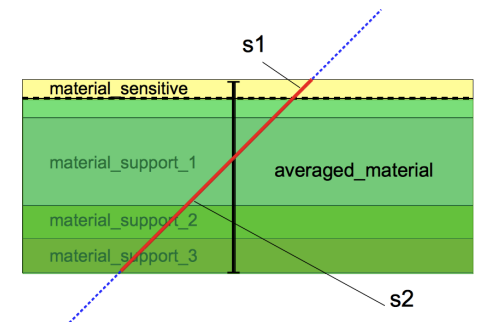 s1
material_sensitive
material_support_1
averaged_material
material_support_2
material_support_3
s2